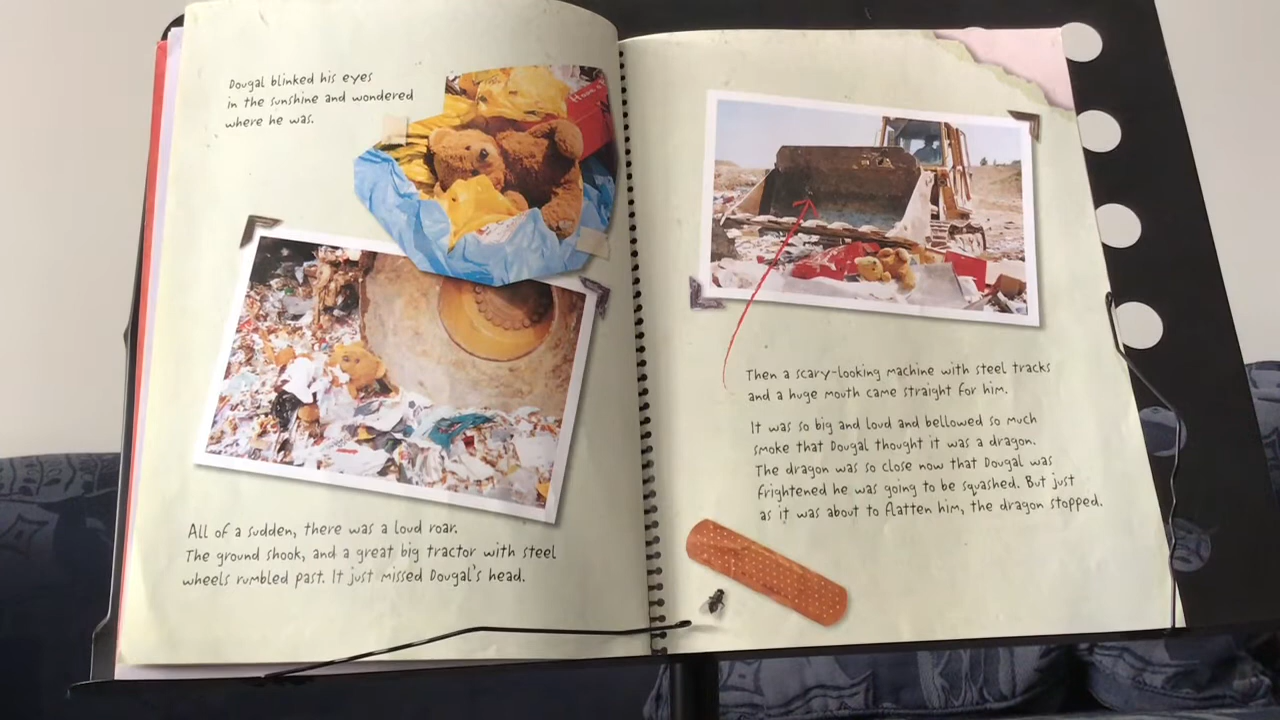 Dougal blinked his eyes
in the sunshine and wondered
where he was.
All of a sudden, there was a loud roar.
The ground shook, and a great big tractor with steel
wheels rumbled past. It just missed Dougal's head.
Then a scary-looking machine with steel tracks
and a huge mouth came straight for him.
It was so big and loud and bellowed so much
smoke that Dougal thought it was a dragon.
The dragon was so close now that Dougal was
frightened he was going to be squashed. But just
as it was about to flatten him, the dragon stopped.